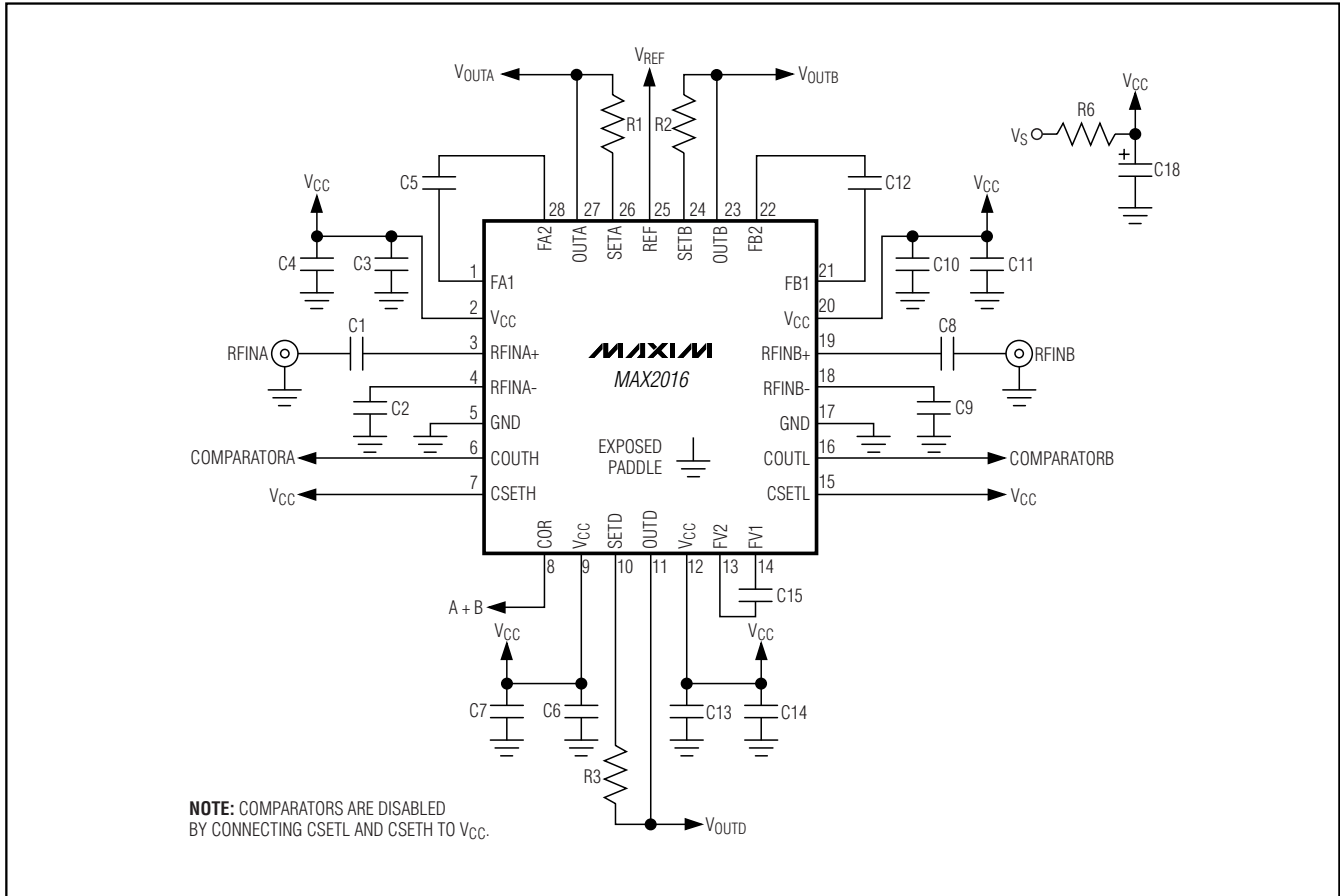 VREF
VOUTA
VOUTB
VCC
R1
R2
R6
VS
+
C18
C5
C12
VCC
VCC
28
27
26
25
24
23
22
FA2
OUTA
SETA
REF
SETB
OUTB
FB2
C4
C3
C10
C11
1
FA1
FB1
21
2
VCC
VCC
20
C1
C8
RFINA
3
RFINA+
MAXIM
RFINB+
19
RFINB
MAX2016
4
RFINA-
RFINB-
18
C2
C9
5
GND
GND
17
EXPOSED
PADDLE
COMPARATORA
6
COUTH
COUTL
16
COMPARATORB
VCC
7
CSETH
CSETL
15
VCC
COR
VCC
SETD
OUTD
VCC
FV2
FV1
8
9
10
11
12
13
14
C15
A + B
VCC
VCC
C7
C6
C13
C14
R3
NOTE: COMPARATORS ARE DISABLED
BY CONNECTING CSETL AND CSETH TO VCC.
VOUTD